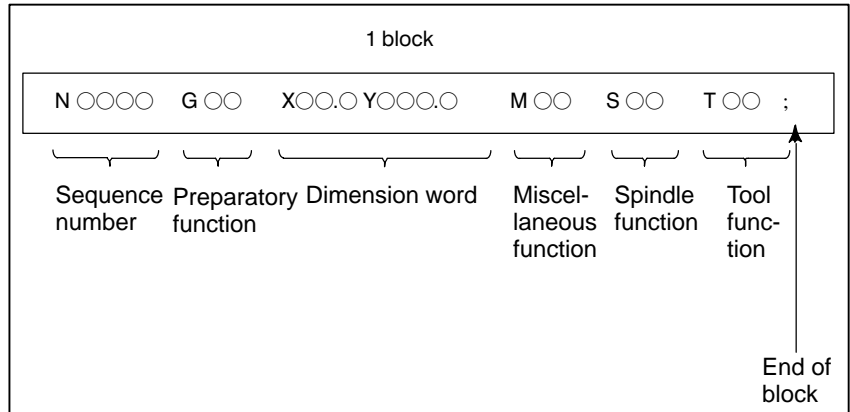 1 block
N ○○○○ G ○○ X○○.○ Y○○○.○ M ○○ S ○○ T ○○ ;
Sequence number
Preparatory function
Dimension word
Miscel-
laneous
function
Spindle
function
Tool
func-
tion
End of
block